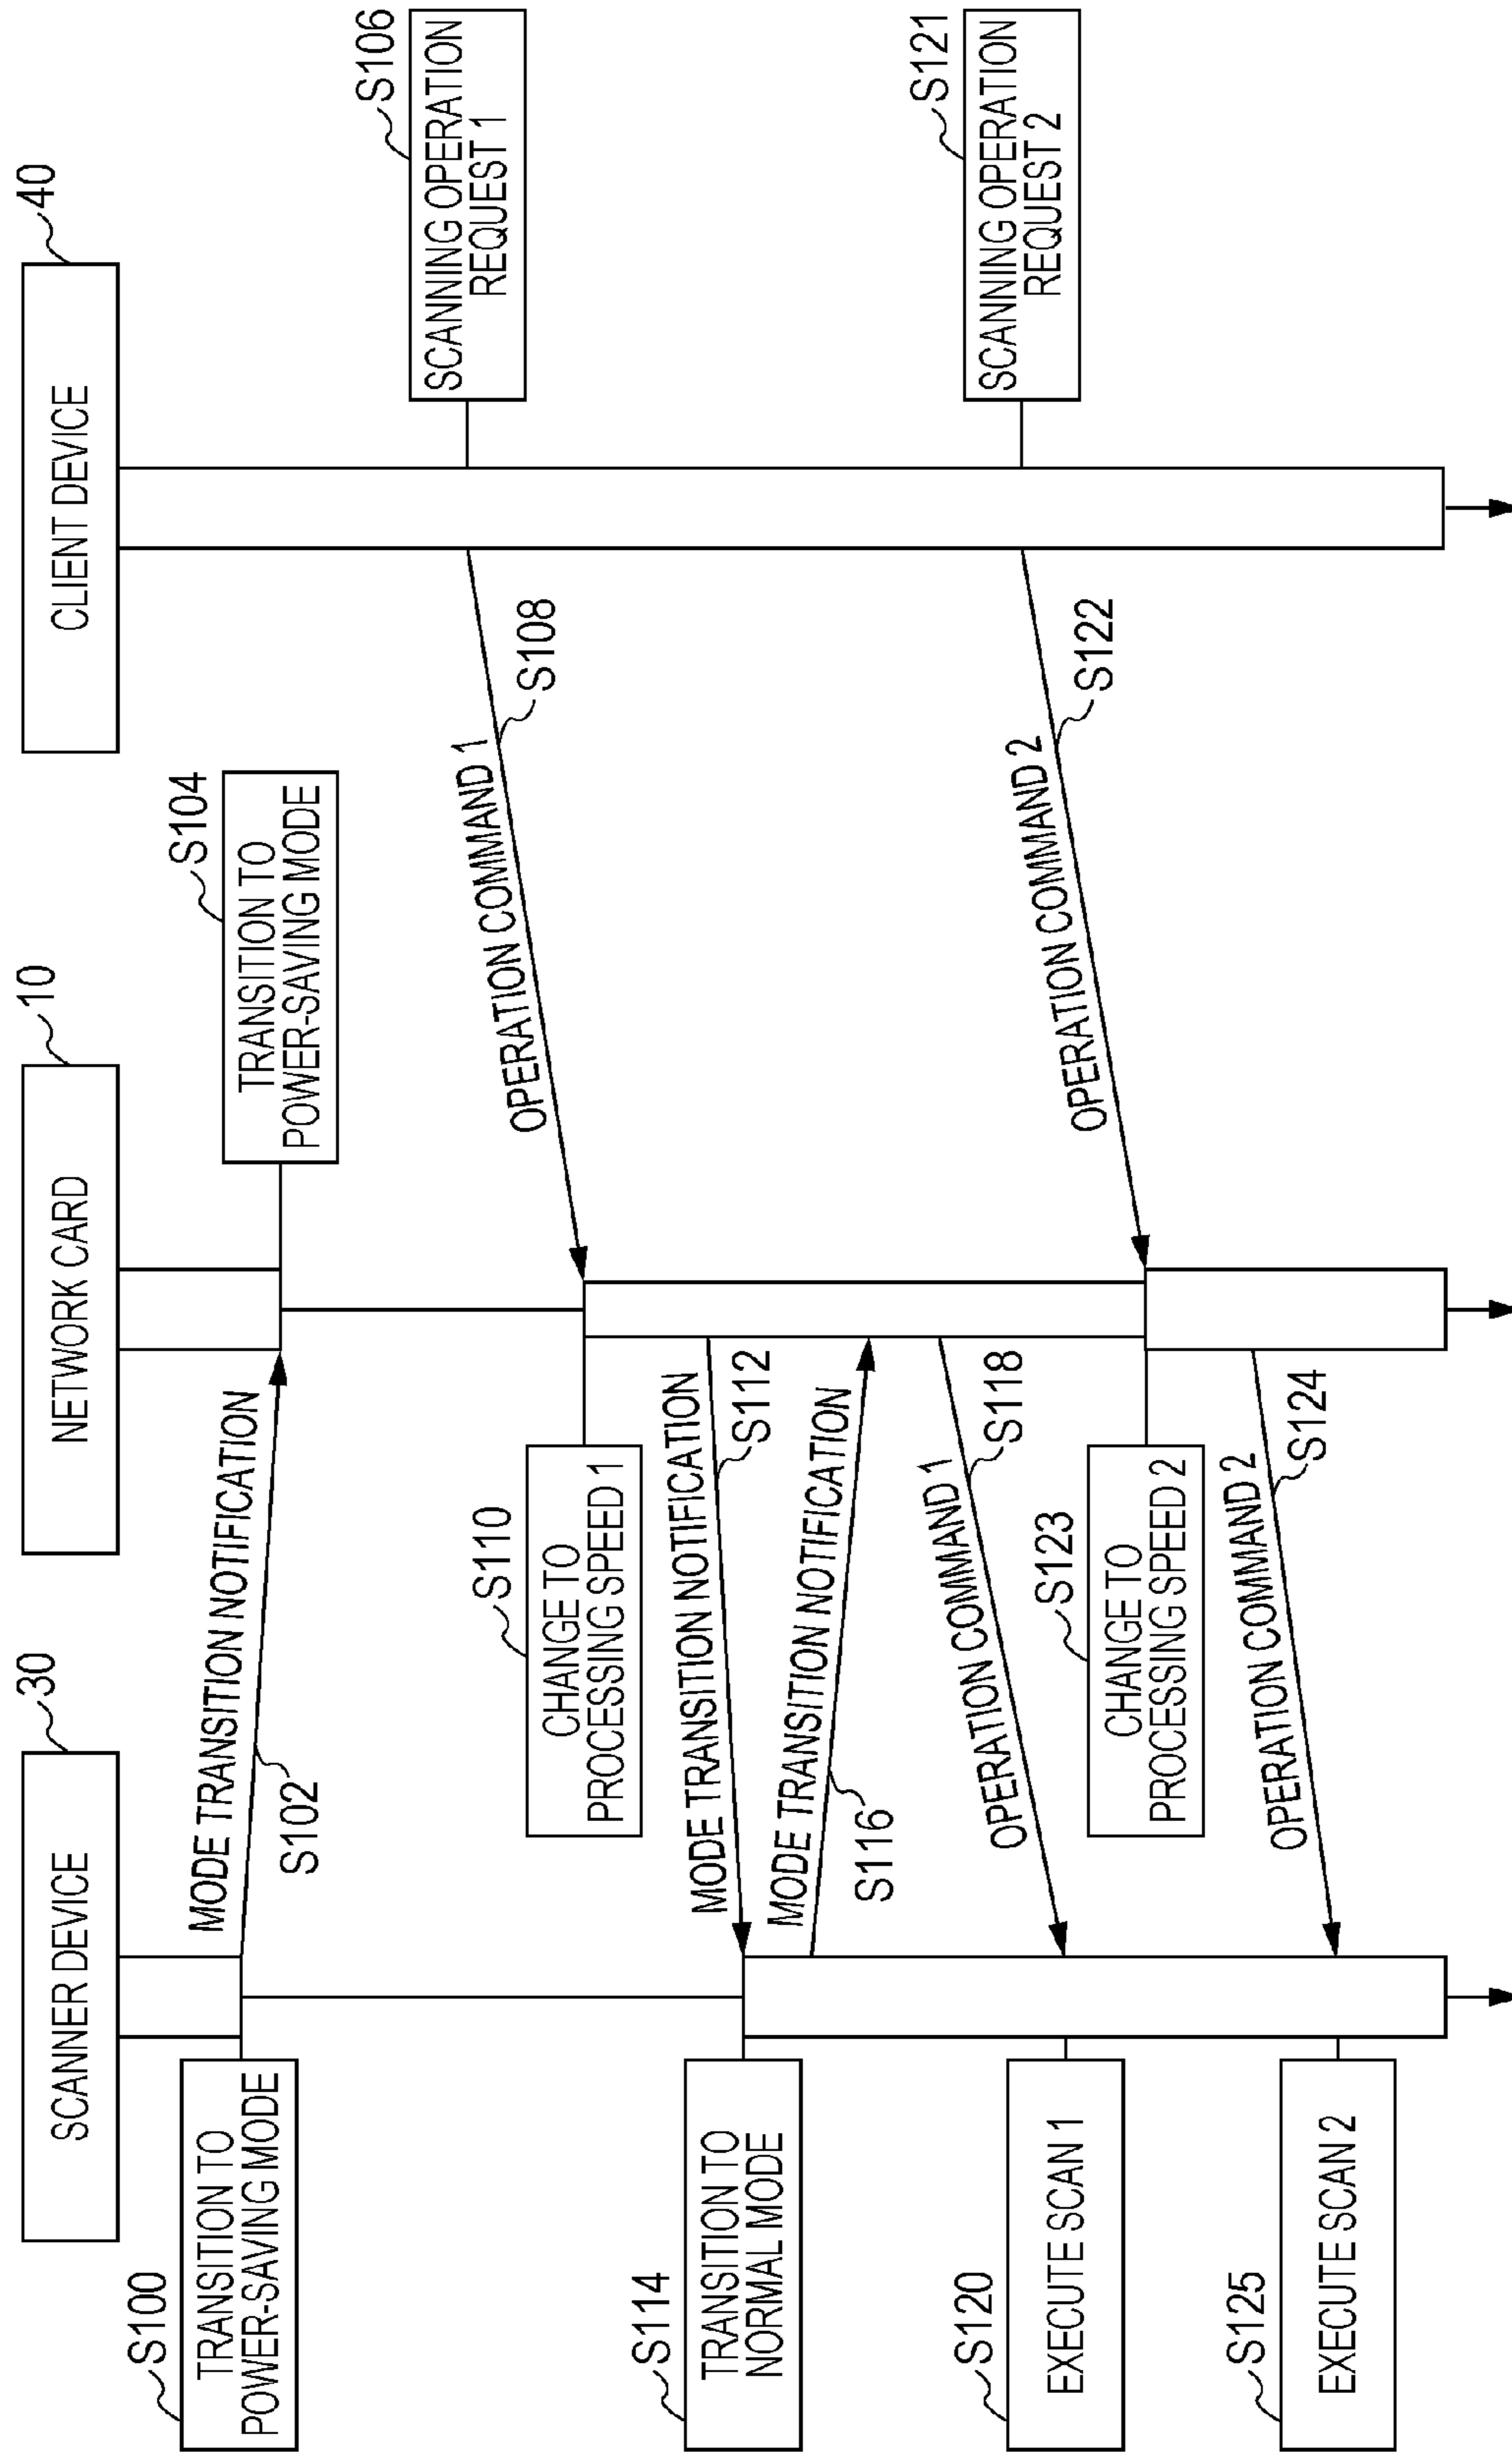 SCANNER DEVICE
30
NETWORK CARD
10
CLIENT DEVICE
40
S100
TRANSITION TO
POWER-SAVING MODE
MODE TRANSITION NOTIFICATION
S102
S104
TRANSITION TO
POWER-SAVING MODE
S106
SCANNING OPERATION
REQUEST 1
OPERATION COMMAND 1
S108
S110
CHANGE TO
PROCESSING SPEED 1
MODE TRANSITION NOTIFICATION
S112
S114
TRANSITION TO
NORMAL MODE
MODE TRANSITION NOTIFICATION
S116
OPERATION COMMAND 1
S118
S120
EXECUTE SCAN 1
S121
SCANNING OPERATION
REQUEST 2
OPERATION COMMAND 2
S122
S123
CHANGE TO
PROCESSING SPEED 2
OPERATION COMMAND 2
S124
S125
EXECUTE SCAN 2